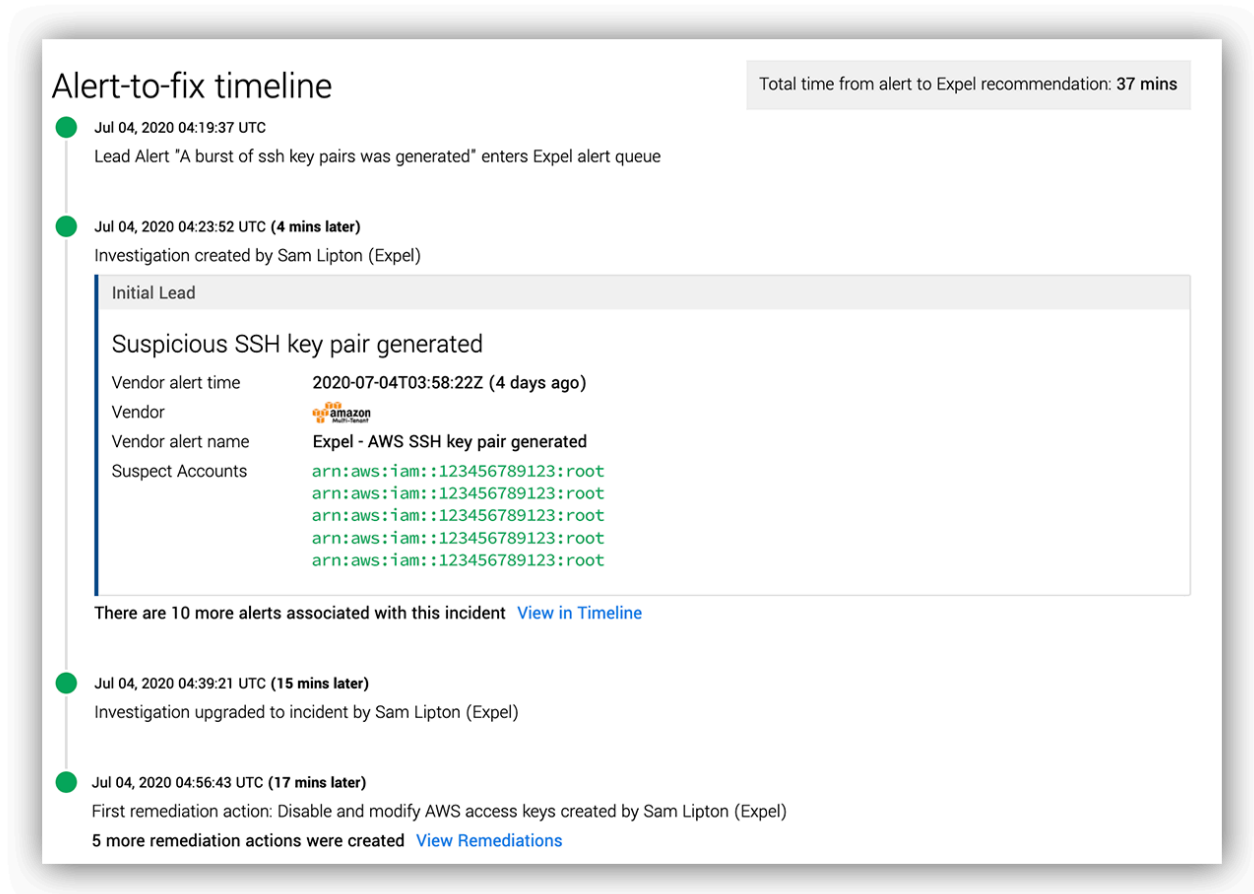 Alert-to-fix timeline
Total time from alert to Expel recommendation: 37 mins
Jul 04, 2020 04:19:37 UTC
Lead Alert "A burst of ssh key pairs was generated" enters Expel alert queue
Jul 04, 2020 04:23:52 UTC (4 mins later)
Investigation created by Sam Lipton (Expel)
Initial Lead
Suspicious SSH key pair generated
Vendor alert time 2020-07-04T03:58:22Z (4 days ago)
Vendor amazon
Multi-Tenant
Vendor alert name Expel - AWS SSH key pair generated
Suspect Accounts arn:aws:iam::123456789123:root
arn:aws:iam::123456789123:root
arn:aws:iam::123456789123:root
arn:aws:iam::123456789123:root
arn:aws:iam::123456789123:root
There are 10 more alerts associated with this incident View in Timeline
Jul 04, 2020 04:39:21 UTC (15 mins later)
Investigation upgraded to incident by Sam Lipton (Expel)
Jul 04, 2020 04:56:43 UTC (17 mins later)
First remediation action: Disable and modify AWS access keys created by Sam Lipton (Expel)
5 more remediation actions were created View Remediations